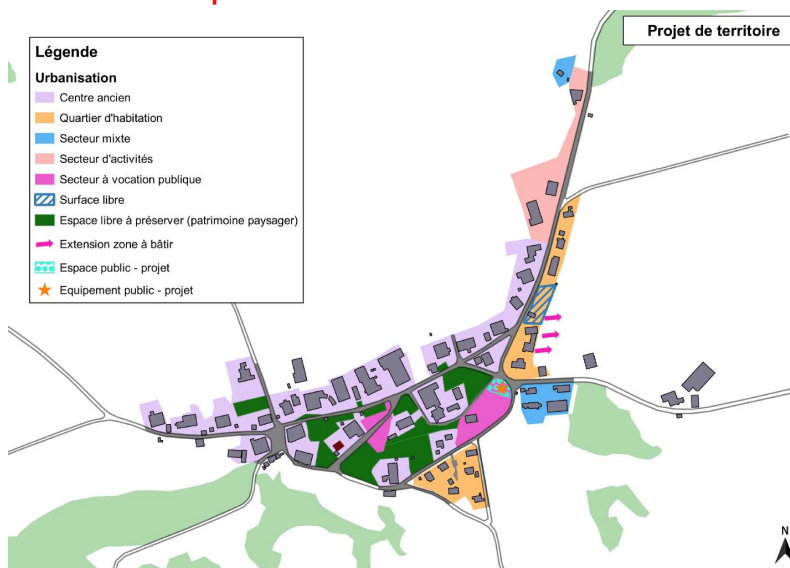 Projet de territoire
Légende
Urbanisation
Centre ancien
Quartier d'habitation
Secteur mixte
Secteur d'activités
Secteur à vocation publique
Surface libre
Espace libre à préserver (patrimoine paysager)
Extension zone à bâtir
Espace public - projet
Equipement public - projet
N